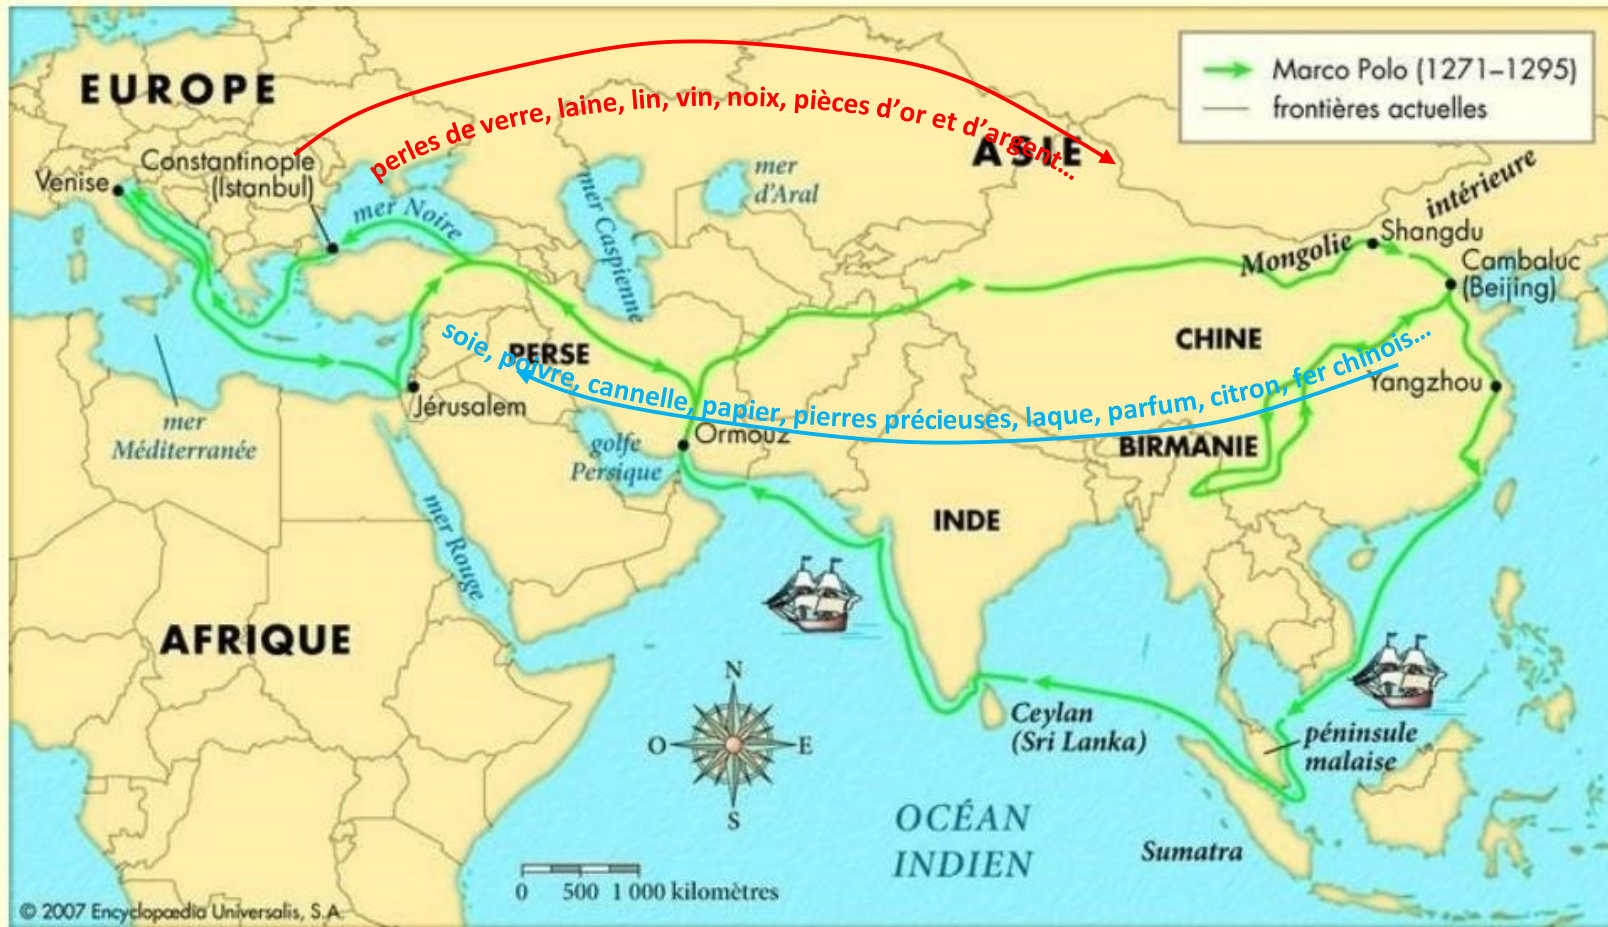 EUROPE
Marco Polo (1271–1295)
frontières actuelles
perles de verre, laine, lin, vin, noix, pièces d’or et d’argent...
ASIE
Constantinople
(Istanbul)
Venise
mer Noire
mer Caspienne
mer
d'Aral
intérieure
Mongolie
Shangdu
Cambaluc
(Beijing)
CHINE
PERSE
soie, poivre, cannelle, papier, pierres précieuses, laque, parfum, citron, fer chinois...
Yangzhou
Jérusalem
mer
Méditerranée
golfe
Persique
Ormouz
BIRMANIE
mer Rouge
INDE
AFRIQUE
N
O
E
S
Ceylan
(Sri Lanka)
péninsule
malaise
OCÉAN
INDIEN
Sumatra
0 500 1 000 kilomètres
© 2007 Encyclopædia Universalis, S.A.